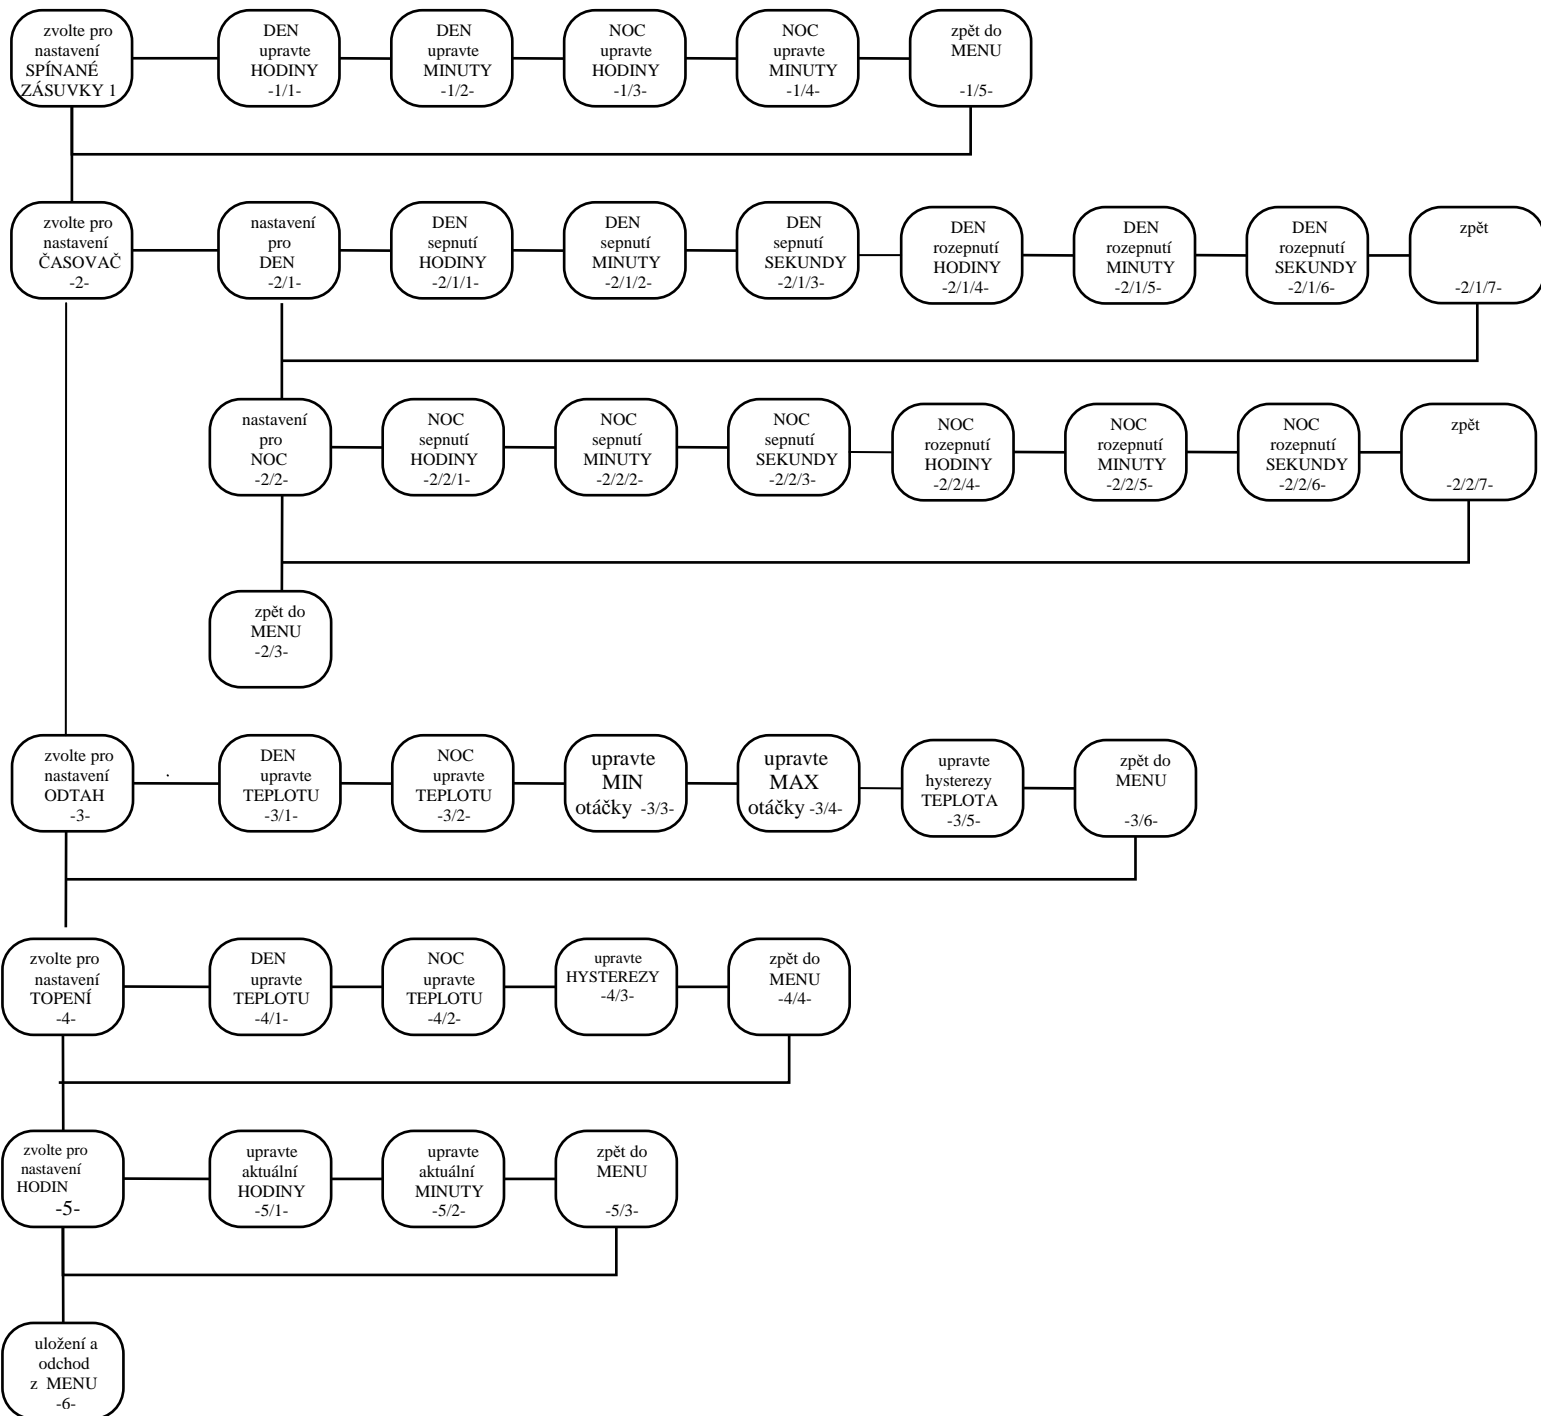 zvolte pro
nastavení
SPÍNANÉ
ZÁSUVKY 1
DEN
upravte
HODINY
-1/1-
DEN
upravte
MINUTY
-1/2-
NOC
upravte
HODINY
-1/3-
NOC
upravte
MINUTY
-1/4-
zpět do
MENU
-1/5-
zvolte pro
nastavení
ČASOVAČ
-2-
nastavení
pro
DEN
-2/1-
DEN
sepnutí
HODINY
-2/1/1-
DEN
sepnutí
MINUTY
-2/1/2-
DEN
sepnutí
SEKUNDY
-2/1/3-
DEN
rozepnutí
HODINY
-2/1/4-
DEN
rozepnutí
MINUTY
-2/1/5-
DEN
rozepnutí
SEKUNDY
-2/1/6-
zpět
-2/1/7-
nastavení
pro
NOC
-2/2-
NOC
sepnutí
HODINY
-2/2/1-
NOC
sepnutí
MINUTY
-2/2/2-
NOC
sepnutí
SEKUNDY
-2/2/3-
NOC
rozepnutí
HODINY
-2/2/4-
NOC
rozepnutí
MINUTY
-2/2/5-
NOC
rozepnutí
SEKUNDY
-2/2/6-
zpět
-2/2/7-
zpět do
MENU
-2/3-
zvolte pro
nastavení
ODTAH
-3-
.
DEN
upravte
TEPLOTU
-3/1-
NOC
upravte
TEPLOTU
-3/2-
upravte
MIN
otáčky -3/3-
upravte
MAX
otáčky -3/4-
upravte
hysterezy
TEPLOTA
-3/5-
zpět do
MENU
-3/6-
zvolte pro
nastavení
TOPENÍ
-4-
DEN
upravte
TEPLOTU
-4/1-
NOC
upravte
TEPLOTU
-4/2-
upravte
HYSTEREZY
-4/3-
zpět do
MENU
-4/4-
zvolte pro
nastavení
HODIN
-5-
upravte
aktuální
HODINY
-5/1-
upravte
aktuální
MINUTY
-5/2-
zpět do
MENU
-5/3-
uložení a
odchod
z MENU
-6-